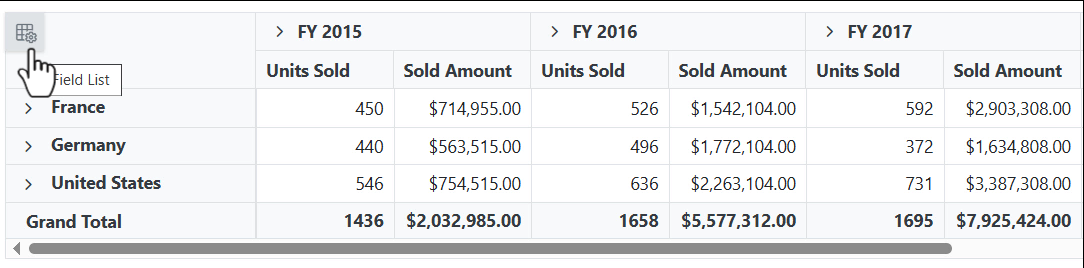 FY 2015 FY 2016 FY 2017
Units Sold Sold Amount Units Sold Sold Amount Units Sold Sold Amount
Field List
France 450 $714,955.00 526 $1,542,104.00 592 $2,903,308.00
Germany 440 $563,515.00 496 $1,772,104.00 372 $1,634,808.00
United States 546 $754,515.00 636 $2,263,104.00 731 $3,387,308.00
Grand Total 1436 $2,032,985.00 1658 $5,577,312.00 1695 $7,925,424.00